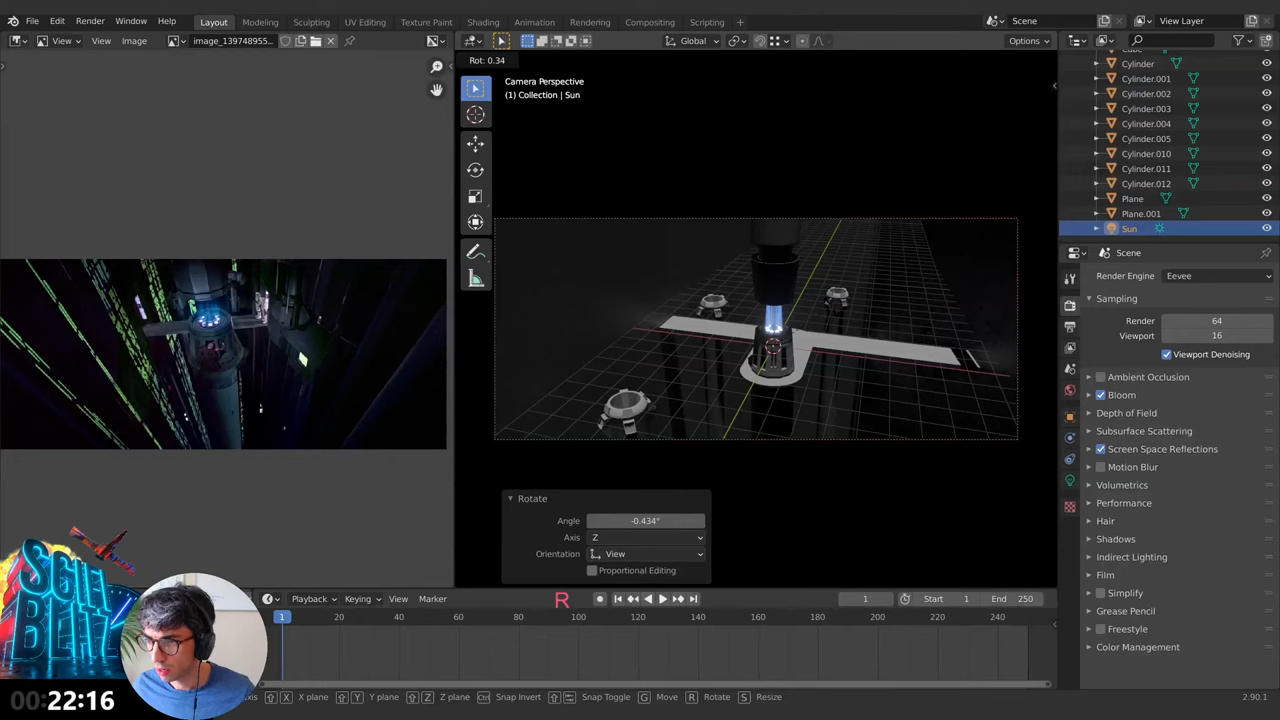 File Edit Render Window Help Layout Modeling Sculpting UV Editing Texture Paint Shading Animation Rendering Compositing Scripting + Scene View Layer
View View Image image_139748955... Global Options
Rot: 0.34
Camera Perspective
(1) Collection | Sun
Cube
Cylinder
Cylinder.001
Cylinder.002
Cylinder.003
Cylinder.004
Cylinder.005
Cylinder.010
Cylinder.011
Cylinder.012
Plane
Plane.001
Sun
Scene
Render Engine Eevee
Sampling
Render 64
Viewport 16
Viewport Denoising
Ambient Occlusion
Bloom
Depth of Field
Subsurface Scattering
Screen Space Reflections
Motion Blur
Volumetrics
Performance
Hair
Shadows
Indirect Lighting
Film
Simplify
Grease Pencil
Freestyle
Color Management
Rotate
Angle -0.434°
Axis Z
Orientation View
Proportional Editing
Playback Keying View Marker R 1 Start 1 End 250
1 20 40 60 80 100 120 140 160 180 200 220 240
SCIFI
BLITZ
00:22:16
axis X X plane Y Y plane Z Z plane Ctrl Snap Invert Snap Toggle G Move R Rotate S Resize 2.90.1